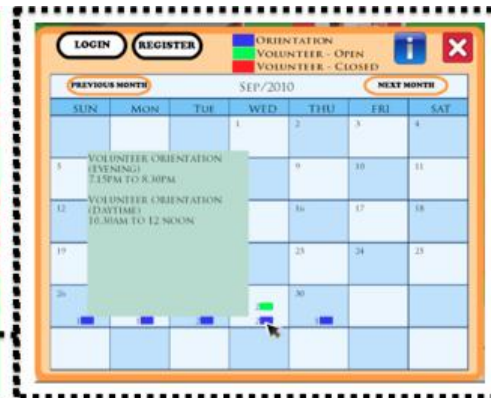 LOGIN
REGISTER
ORIENTATION
VOLUNTEER - OPEN
VOLUNTEER - CLOSED
i
X
PREVIOUS MONTH
SEP/2010
NEXT MONTH
SUN MON TUE WED THU FRI SAT
1 2 3 4
5
VOLUNTEER ORIENTATION
(EVENING)
7.15PM TO 8.30PM
VOLUNTEER ORIENTATION
(DAYTIME)
10.30AM TO 12 NOON
9 10 11
12 16 17 18
19 23 24 25
26 30
2